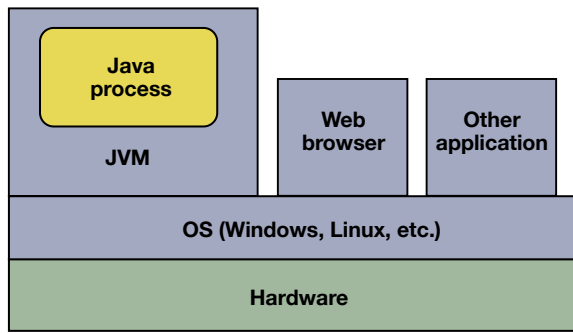 Java
process
JVM
Web
browser
Other
application
OS (Windows, Linux, etc.)
Hardware